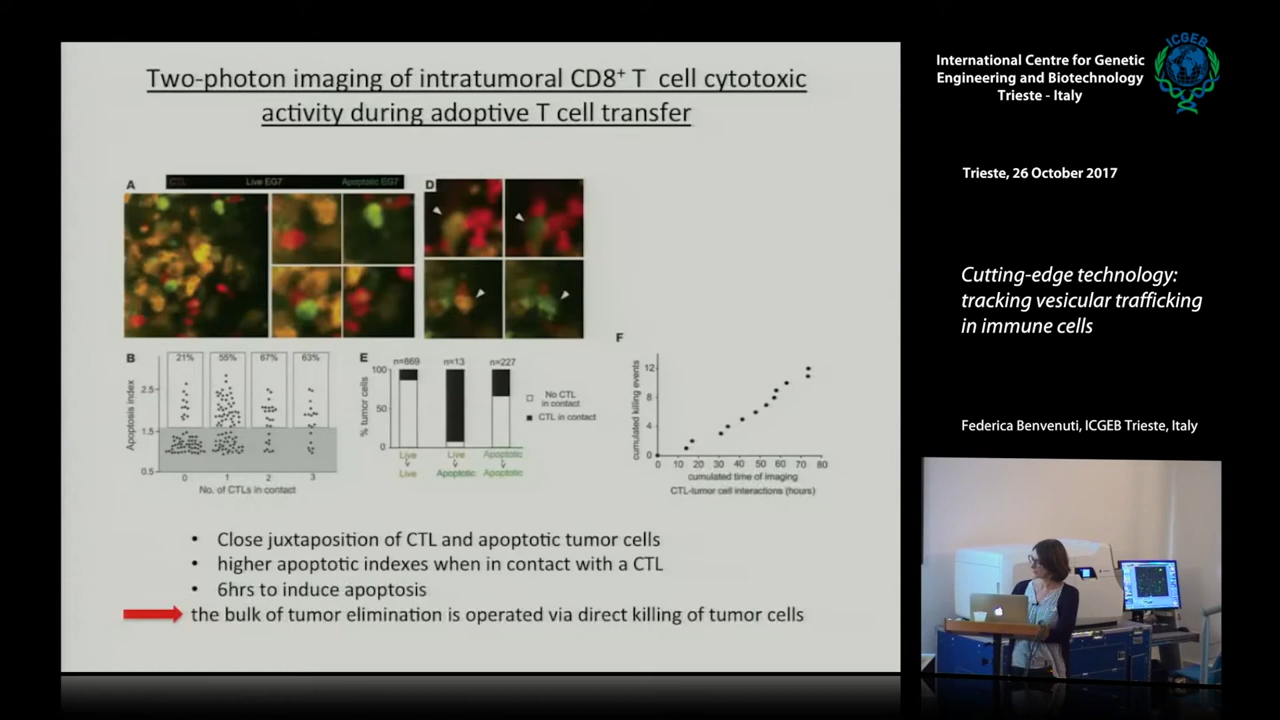 Two-photon imaging of intratumoral CD8+ T cell cytotoxic
activity during adoptive T cell transfer
A
CTL Live EG7 Apoptotic EG7
D
B
21% 55% 67% 63%
Apoptosis index
2.5
1.5
0.5
0 1 2 3
No. of CTLs in contact
E
n=869 n=13 n=227
% tumor cells
100
50
0
Live Live Apoptotic
Live Apoptotic Apoptotic
No CTL
in contact
CTL in contact
F
cumulated killing events
12
8
4
0
0 10 20 30 40 50 60 70 80
cumulated time of imaging
CTL-tumor cell interactions (hours)
• Close juxtaposition of CTL and apoptotic tumor cells
• higher apoptotic indexes when in contact with a CTL
• 6hrs to induce apoptosis
the bulk of tumor elimination is operated via direct killing of tumor cells
ICGEB
International Centre for Genetic
Engineering and Biotechnology
Trieste - Italy
Trieste, 26 October 2017
Cutting-edge technology:
tracking vesicular trafficking
in immune cells
Federica Benvenuti, ICGEB Trieste, Italy